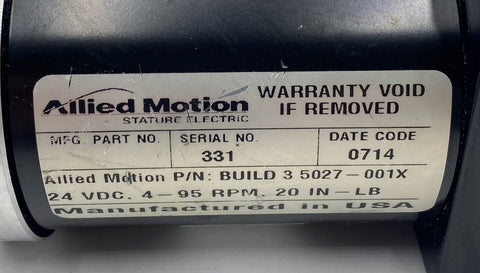 Allied Motion
STATURE ELECTRIC
WARRANTY VOID
IF REMOVED
MFG. PART NO.
SERIAL NO.
331
DATE CODE
0714
Allied Motion P/N: BUILD 3 5027-001X
24 VDC, 4-95 RPM, 20 IN-LB
Manufactured in USA